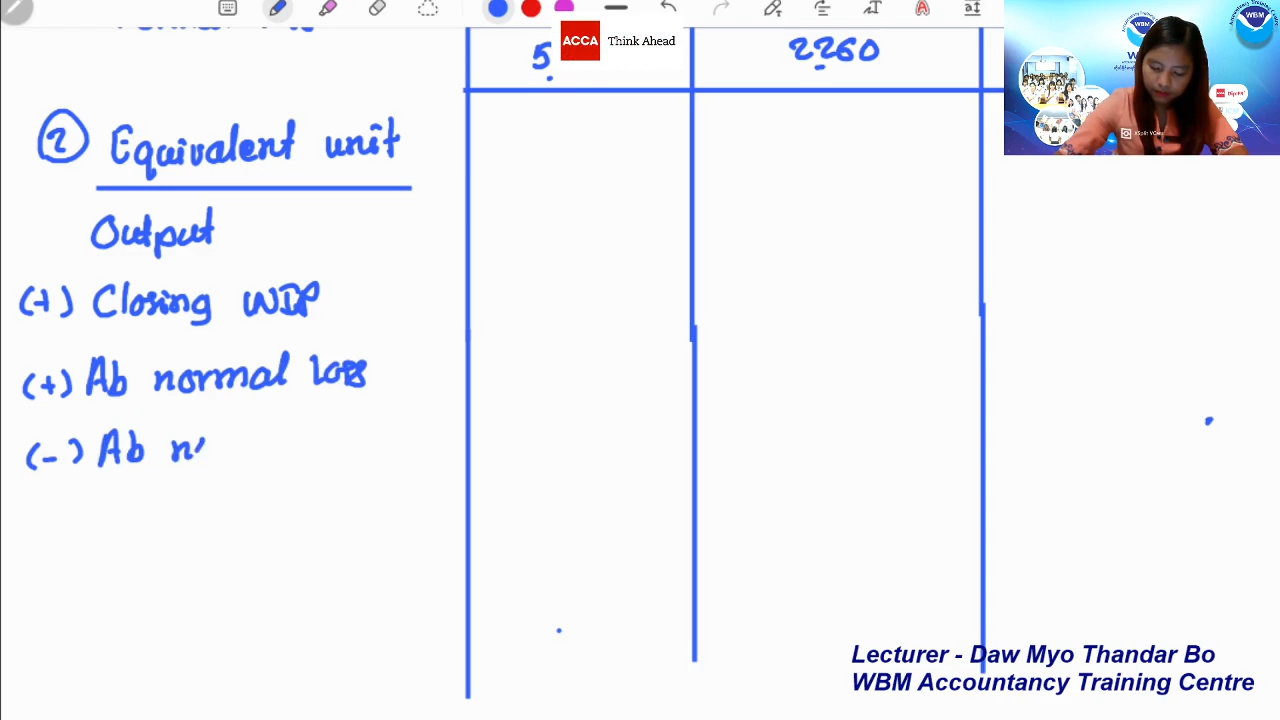 ACCA Think Ahead
2260
WBM
2 Equivalent unit
Output
(+) Closing WIP
(+) Ab normal loss
(-) Ab n
Lecturer - Daw Myo Thandar Bo
WBM Accountancy Training Centre